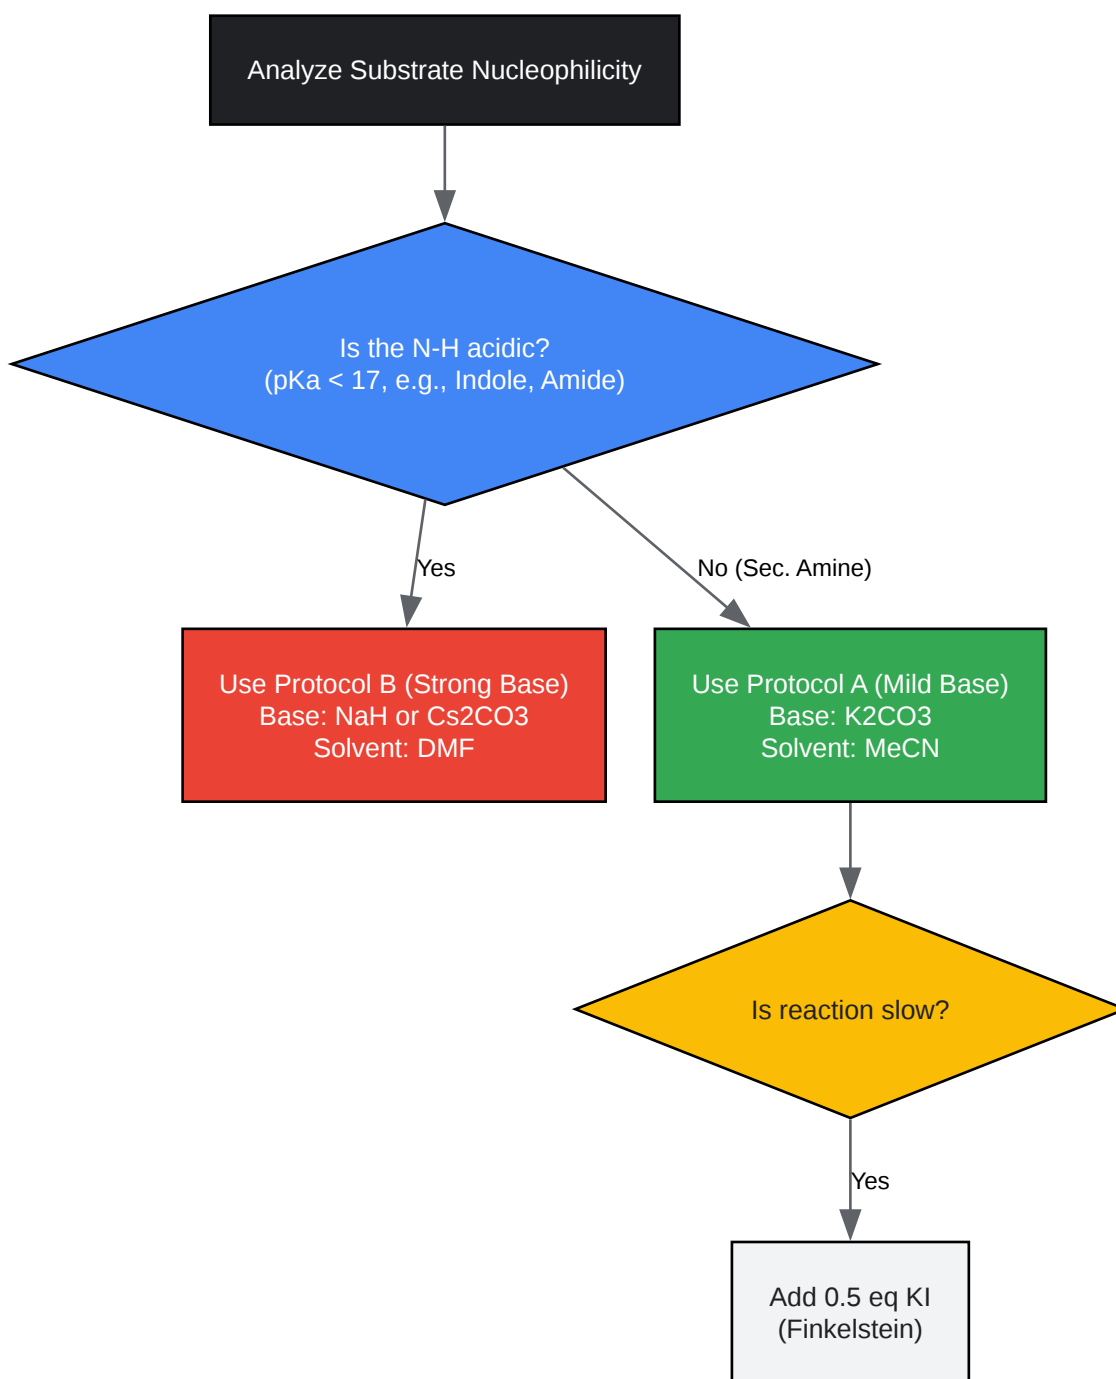 Analyze Substrate Nucleophilicity
Is the N-H acidic?
(pKa < 17, e.g., Indole, Amide)
Yes
No (Sec. Amine)
Use Protocol B (Strong Base)
Base: NaH or Cs2CO3
Solvent: DMF
Use Protocol A (Mild Base)
Base: K2CO3
Solvent: MeCN
Is reaction slow?
Yes
Add 0.5 eq KI
(Finkelstein)